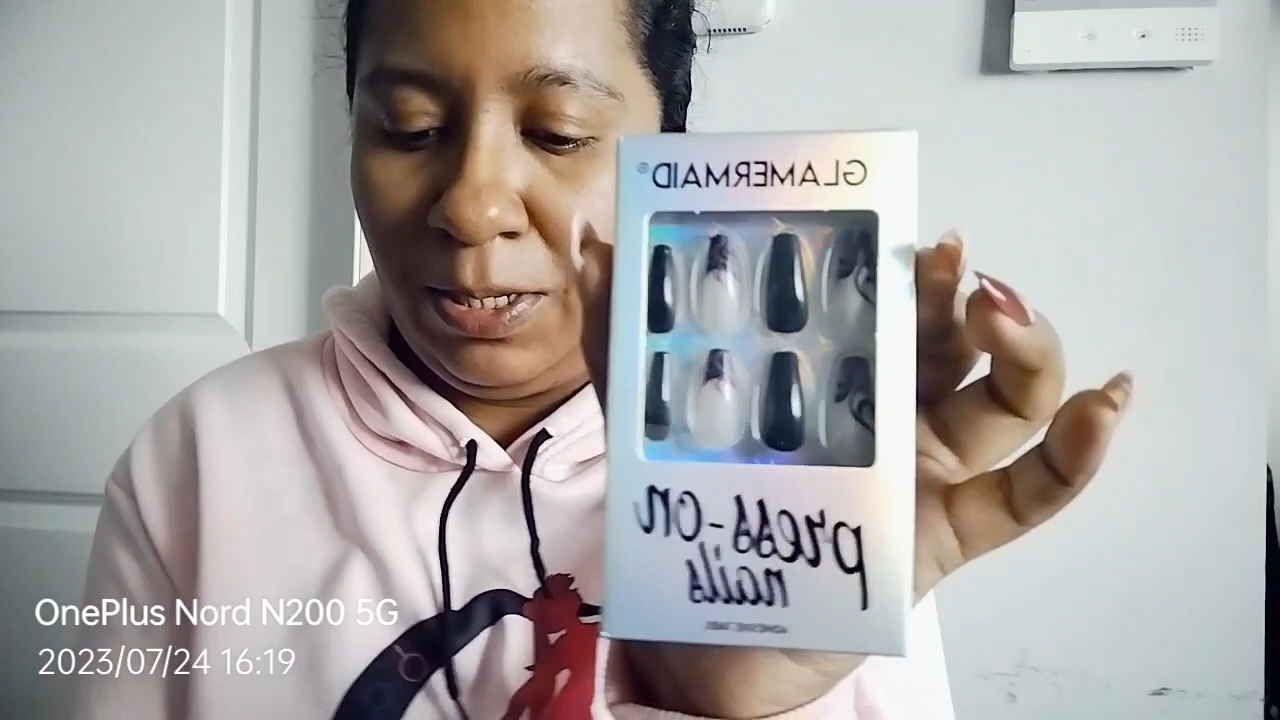 GLAMERMAID®
press-on
nails
OnePlus Nord N200 5G
2023/07/24 16:19